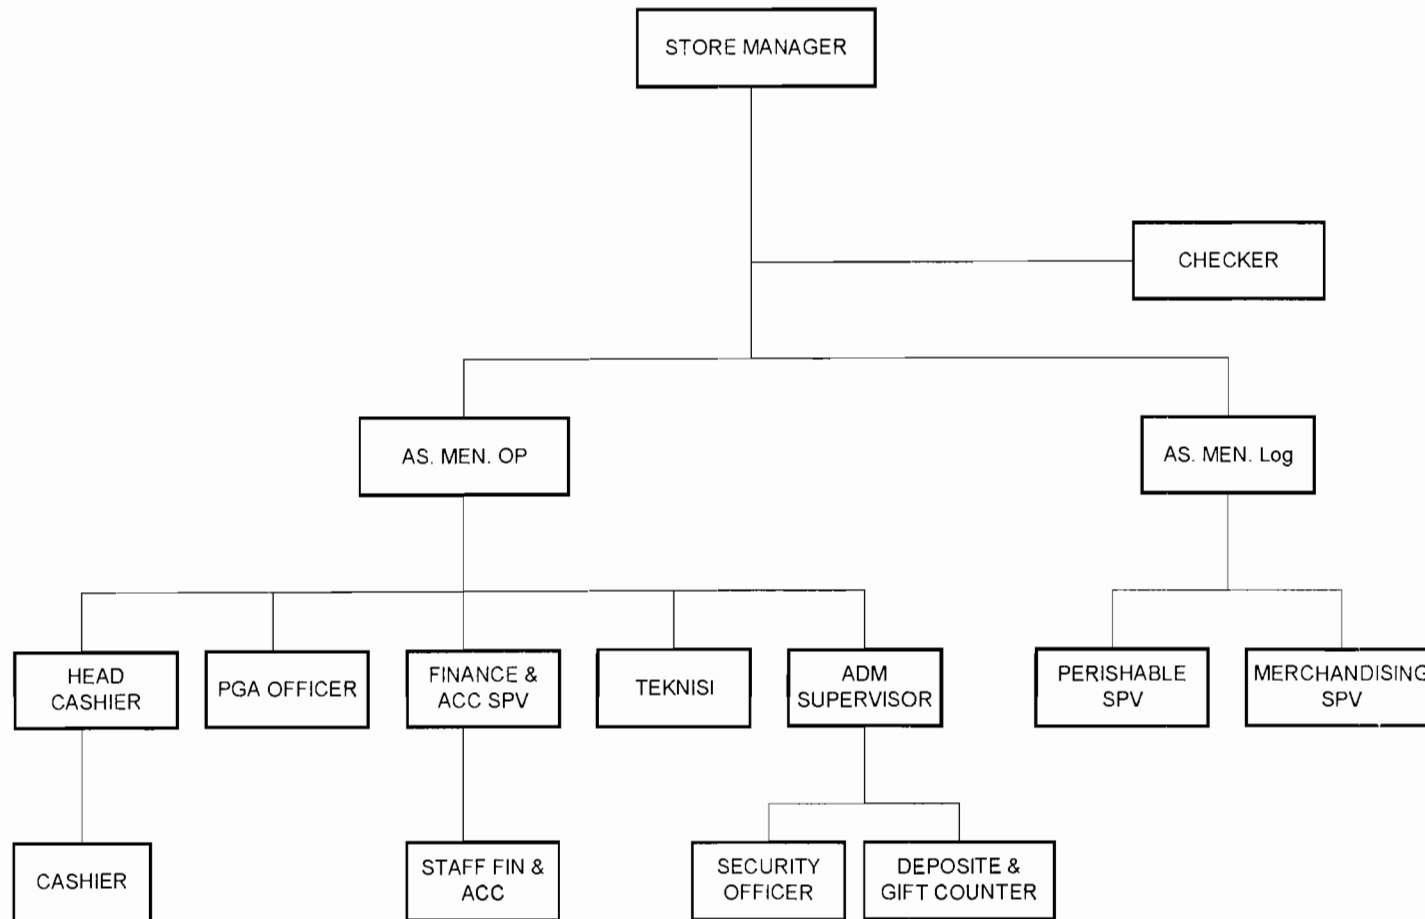 STORE MANAGER
CHECKER
AS. MEN. OP
AS. MEN. Log
HEAD
CASHIER
PGA OFFICER
FINANCE &
ACC SPV
TEKNISI
ADM
SUPERVISOR
PERISHABLE
SPV
MERCHANDISING
SPV
CASHIER
STAFF FIN &
ACC
SECURITY
OFFICER
DEPOSITE &
GIFT COUNTER